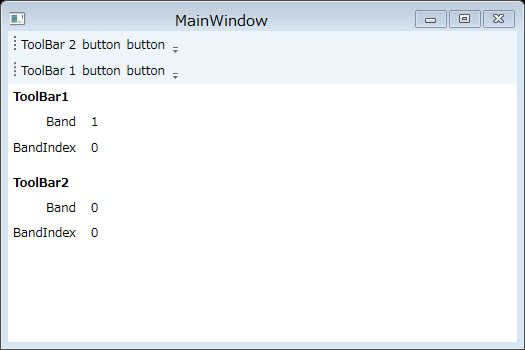 MainWindow
ToolBar 2 button button
ToolBar 1 button button
ToolBar1
Band 1
BandIndex 0
ToolBar2
Band 0
BandIndex 0